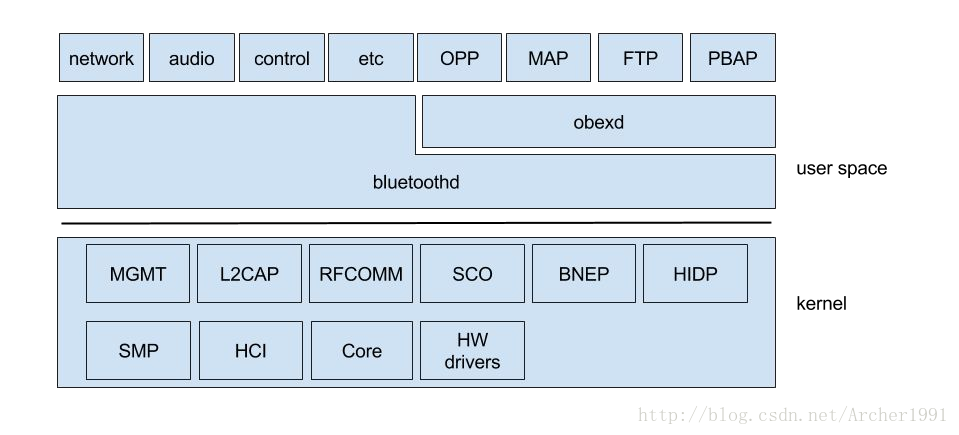 network audio control etc OPP MAP FTP PBAP
obexd
user space
bluetoothd
MGMT L2CAP RFCOMM SCO BNEP HIDP
kernel
SMP HCI Core HW drivers
http://blog.csdn.net/Archer1991